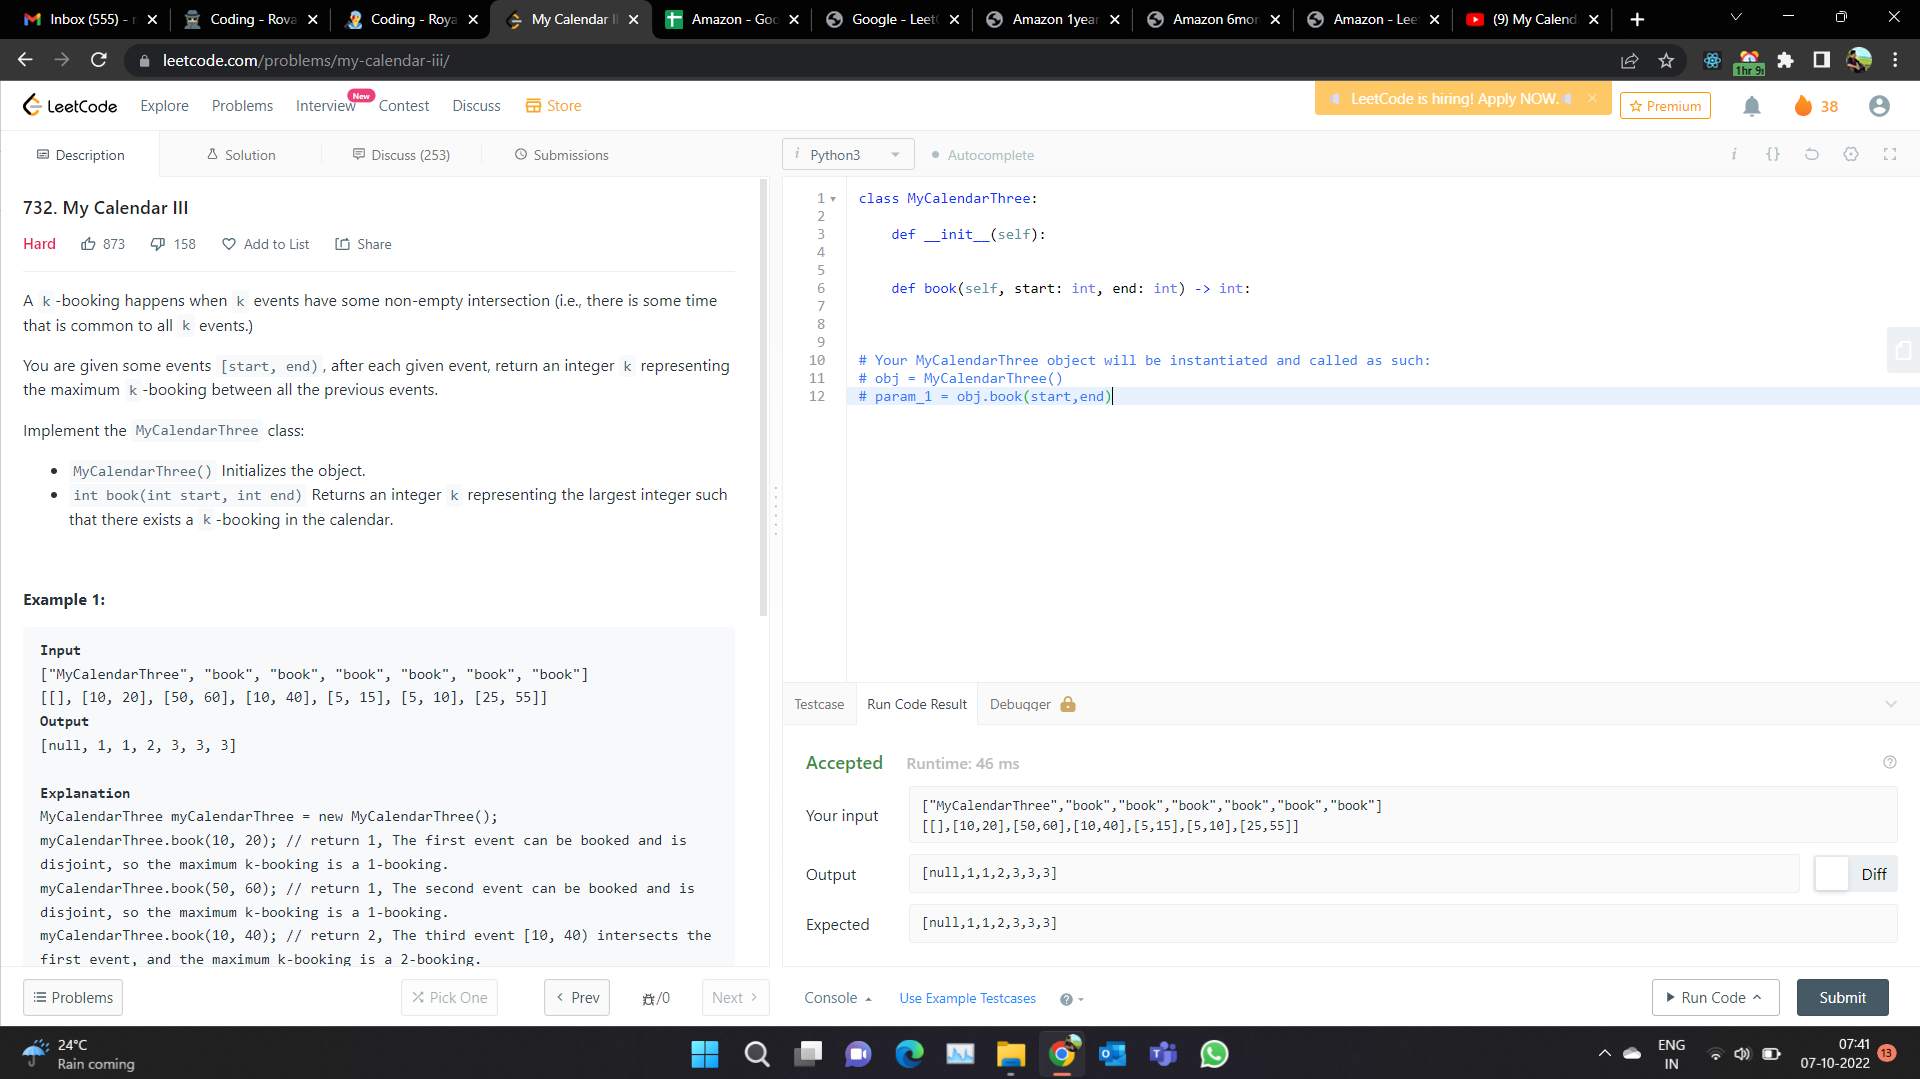 Inbox (555) - r
Coding - Rova
Coding - Roya
My Calendar II
Amazon - Goo
Google - LeetC
Amazon 1year
Amazon 6mon
Amazon - Lee
(9) My Calend
leetcode.com/problems/my-calendar-iii/
1hr 9
LeetCode
Explore
Problems
Interview
New
Contest
Discuss
Store
LeetCode is hiring! Apply NOW.
Premium
38
Description
Solution
Discuss (253)
Submissions
i Python3
Autocomplete
732. My Calendar III
Hard 873 158 Add to List Share
A k -booking happens when k events have some non-empty intersection (i.e., there is some time
that is common to all k events.)
You are given some events [start, end) , after each given event, return an integer k representing
the maximum k -booking between all the previous events.
Implement the MyCalendarThree class:
MyCalendarThree() Initializes the object.
int book(int start, int end) Returns an integer k representing the largest integer such
that there exists a k -booking in the calendar.
Example 1:
Input
["MyCalendarThree", "book", "book", "book", "book", "book", "book"]
[[], [10, 20], [50, 60], [10, 40], [5, 15], [5, 10], [25, 55]]
Output
[null, 1, 1, 2, 3, 3, 3]
Explanation
MyCalendarThree myCalendarThree = new MyCalendarThree();
myCalendarThree.book(10, 20); // return 1, The first event can be booked and is
disjoint, so the maximum k-booking is a 1-booking.
myCalendarThree.book(50, 60); // return 1, The second event can be booked and is
disjoint, so the maximum k-booking is a 1-booking.
myCalendarThree.book(10, 40); // return 2, The third event [10, 40) intersects the
first event, and the maximum k-booking is a 2-booking.
1 class MyCalendarThree:
2
3 def __init__(self):
4
5
6 def book(self, start: int, end: int) -> int:
7
8
9
10 # Your MyCalendarThree object will be instantiated and called as such:
11 # obj = MyCalendarThree()
12 # param_1 = obj.book(start,end)
Testcase
Run Code Result
Debugger
Accepted Runtime: 46 ms
Your input
["MyCalendarThree","book","book","book","book","book","book"]
[[],[10,20],[50,60],[10,40],[5,15],[5,10],[25,55]]
Output
[null,1,1,2,3,3,3]
Diff
Expected
[null,1,1,2,3,3,3]
Problems
Pick One
Prev
/0
Next
Console
Use Example Testcases
Run Code
Submit
24°C
Rain coming
ENG
IN
07:41
07-10-2022
13